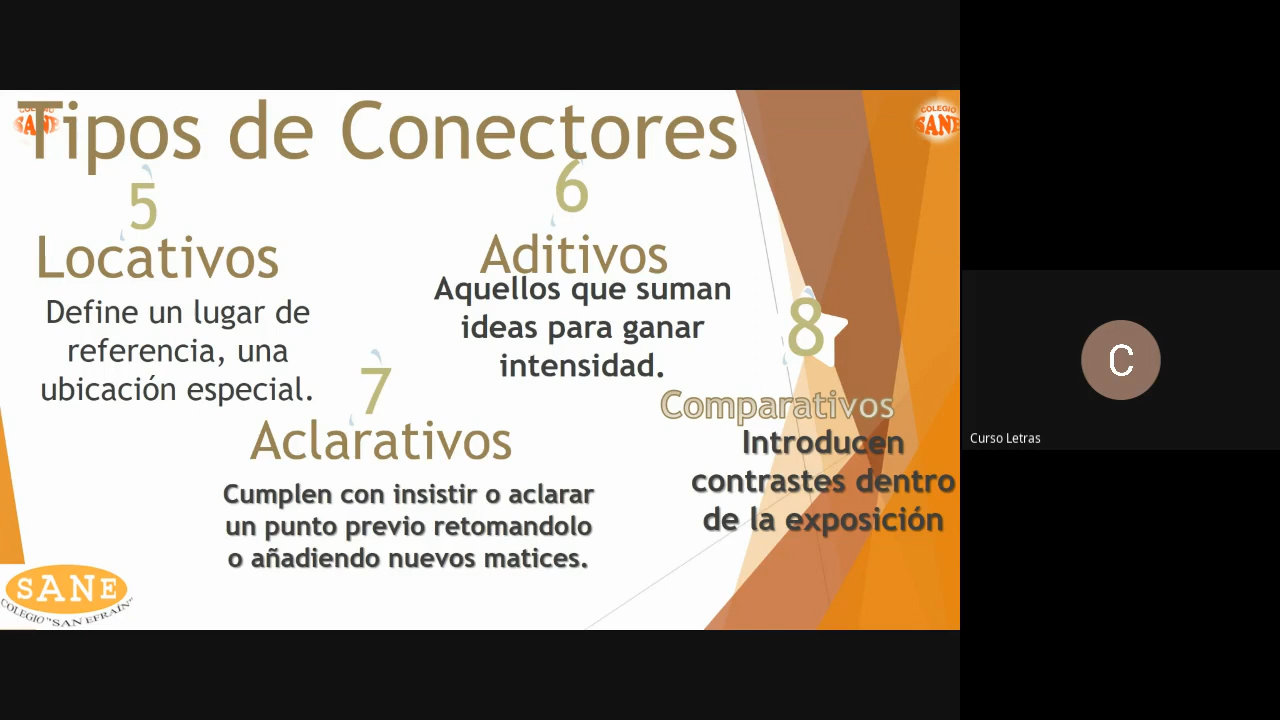 Tipos de Conectores
COLEGIO
SANE
5
Locativos
Define un lugar de
referencia, una
ubicación especial.
6
Aditivos
Aquellos que suman
ideas para ganar
intensidad.
7
Aclarativos
Cumplen con insistir o aclarar
un punto previo retomandolo
o añadiendo nuevos matices.
8
Comparativos
Introducen
contrastes dentro
de la exposición
SANE
COLEGIO "SAN EFRAIN"
C
Curso Letras